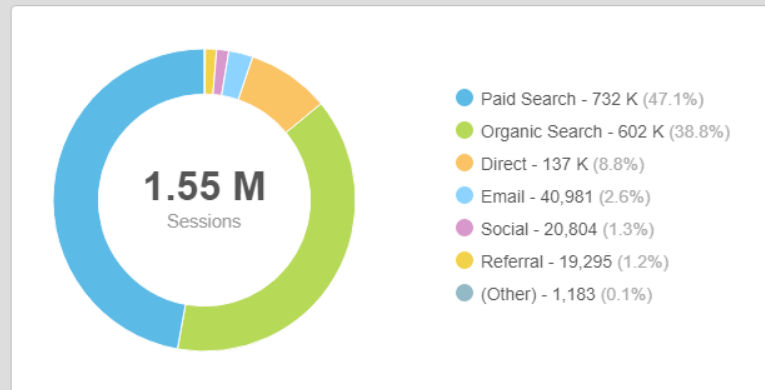 1.55 M
Sessions
Paid Search - 732 K (47.1%)
Organic Search - 602 K (38.8%)
Direct - 137 K (8.8%)
Email - 40,981 (2.6%)
Social - 20,804 (1.3%)
Referral - 19,295 (1.2%)
(Other) - 1,183 (0.1%)